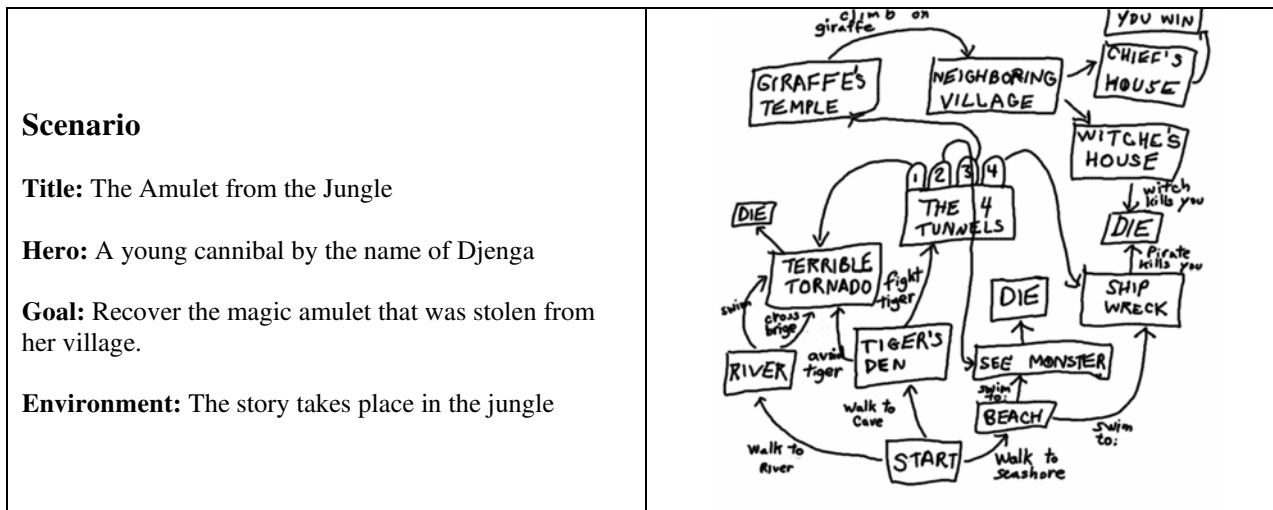 Scenario
Title: The Amulet from the Jungle
Hero: A young cannibal by the name of Djenga
Goal: Recover the magic amulet that was stolen from
her village.
Environment: The story takes place in the jungle
climb on
giraffe
YOU WIN
GIRAFFE'S
TEMPLE
NEIGHBORING
VILLAGE
CHIEF'S
HOUSE
WITCHE'S
HOUSE
witch
kills you
DIE
Pirate
kills you
1 2 3 4
THE 4
TUNNELS
DIE
TERRIBLE
TORNADO
fight
tiger
SHIP
WRECK
DIE
swim
cross
brige
avoid
tiger
TIGER'S
DEN
RIVER
SEE MONSTER
swim
to:
BEACH
swim
to:
Walk to
Cave
Walk to
River
START
Walk to
seashore